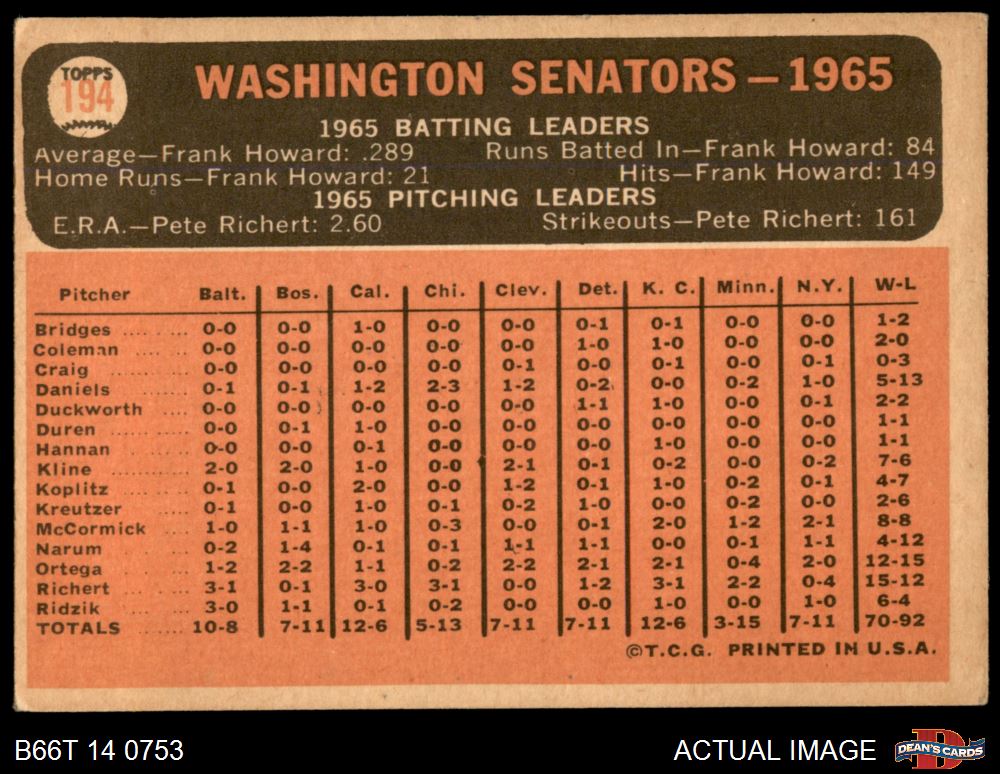 TOPPS
194
WASHINGTON SENATORS — 1965
1965 BATTING LEADERS
Average—Frank Howard: .289 Runs Batted In—Frank Howard: 84
Home Runs—Frank Howard: 21 Hits—Frank Howard: 149
1965 PITCHING LEADERS
E.R.A.—Pete Richert: 2.60 Strikeouts—Pete Richert: 161
Pitcher Balt. Bos. Cal. Chi. Clev. Det. K. C. Minn. N.Y. W-L
Bridges 0-0 0-0 1-0 0-0 0-0 0-1 0-1 0-0 0-0 1-2
Coleman 0-0 0-0 0-0 0-0 0-0 1-0 1-0 0-0 0-0 2-0
Craig 0-0 0-0 0-0 0-0 0-1 0-0 0-1 0-0 0-1 0-3
Daniels 0-1 0-1 1-2 2-3 1-2 0-2 0-0 0-2 1-0 5-13
Duckworth 0-0 0-0 0-0 0-0 0-0 1-1 1-0 0-0 0-1 2-2
Duren 0-0 0-1 1-0 0-0 0-0 0-0 0-0 0-0 0-0 1-1
Hannan 0-0 0-0 0-1 0-0 0-0 0-0 1-0 0-0 0-0 1-1
Kline 2-0 2-0 1-0 0-0 2-1 0-1 0-2 0-0 0-2 7-6
Koplitz 0-1 0-0 2-0 0-0 1-2 0-1 1-0 0-2 0-1 4-7
Kreutzer 0-1 0-0 1-0 0-1 0-2 1-0 0-0 0-2 0-0 2-6
McCormick 1-0 1-1 1-0 0-3 0-0 0-1 2-0 1-2 2-1 8-8
Narum 0-2 1-4 0-1 0-1 1-1 1-1 0-0 0-1 1-1 4-12
Ortega 1-2 2-2 1-1 0-2 2-2 2-1 2-1 0-4 2-0 12-15
Richert 3-1 0-1 3-0 3-1 0-0 1-2 3-1 2-2 0-4 15-12
Ridzik 3-0 1-1 0-1 0-2 0-0 0-0 1-0 0-0 1-0 6-4
TOTALS 10-8 7-11 12-6 5-13 7-11 7-11 12-6 3-15 7-11 70-92
©T.C.G. PRINTED IN U.S.A.
B66T 14 0753 ACTUAL IMAGE DEAN'S CARDS